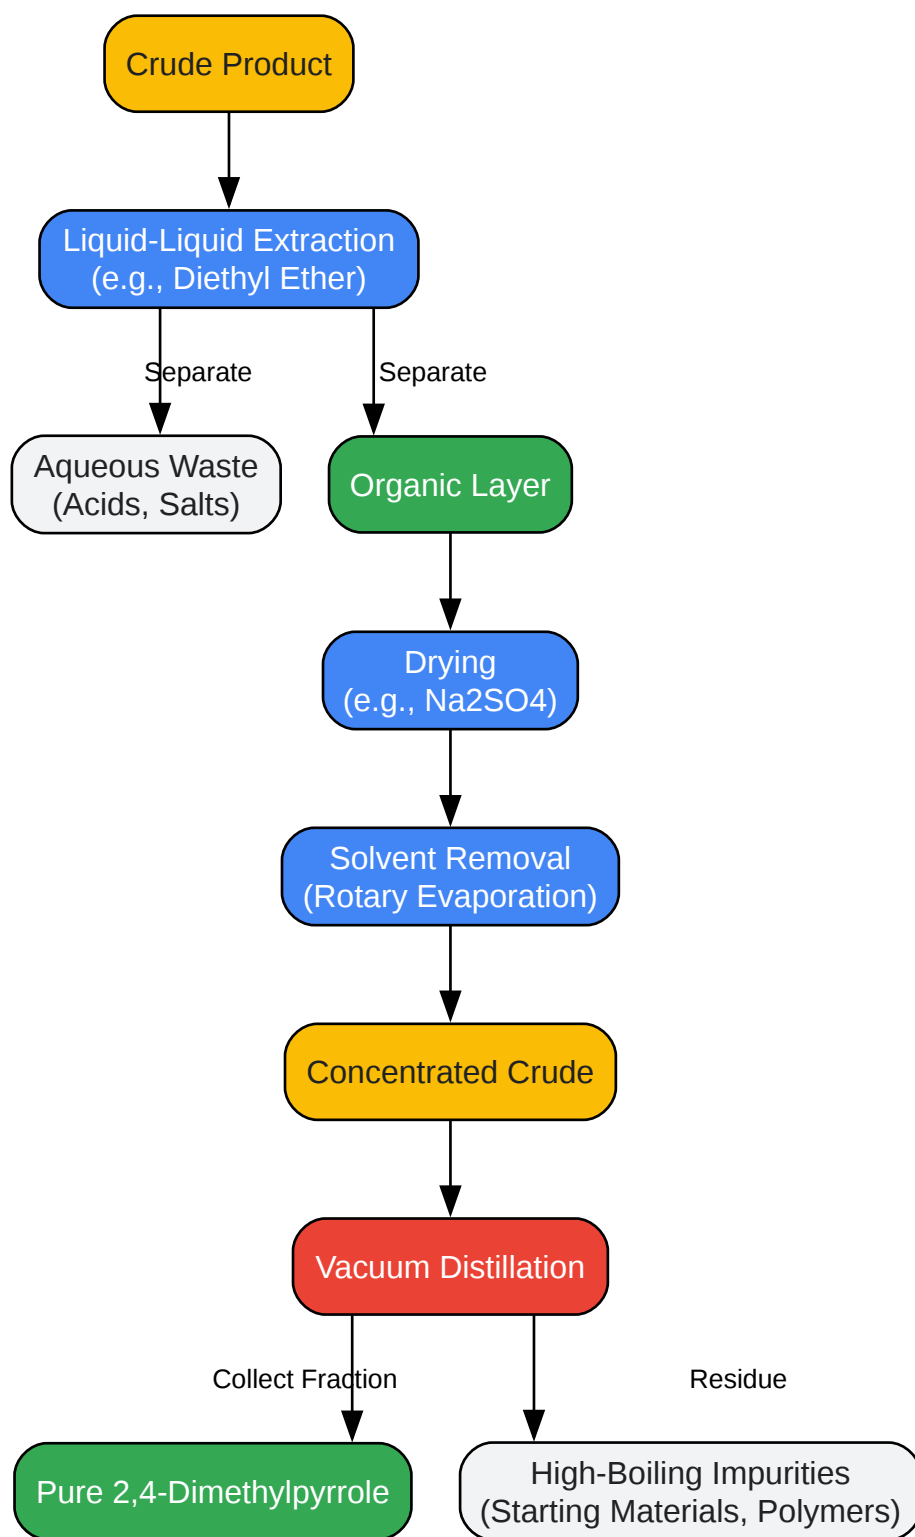 Crude Product
Liquid-Liquid Extraction
(e.g., Diethyl Ether)
Separate
Separate
Aqueous Waste
(Acids, Salts)
Organic Layer
Drying
(e.g., Na2SO4)
Solvent Removal
(Rotary Evaporation)
Concentrated Crude
Vacuum Distillation
Collect Fraction
Residue
Pure 2,4-Dimethylpyrrole
High-Boiling Impurities
(Starting Materials, Polymers)